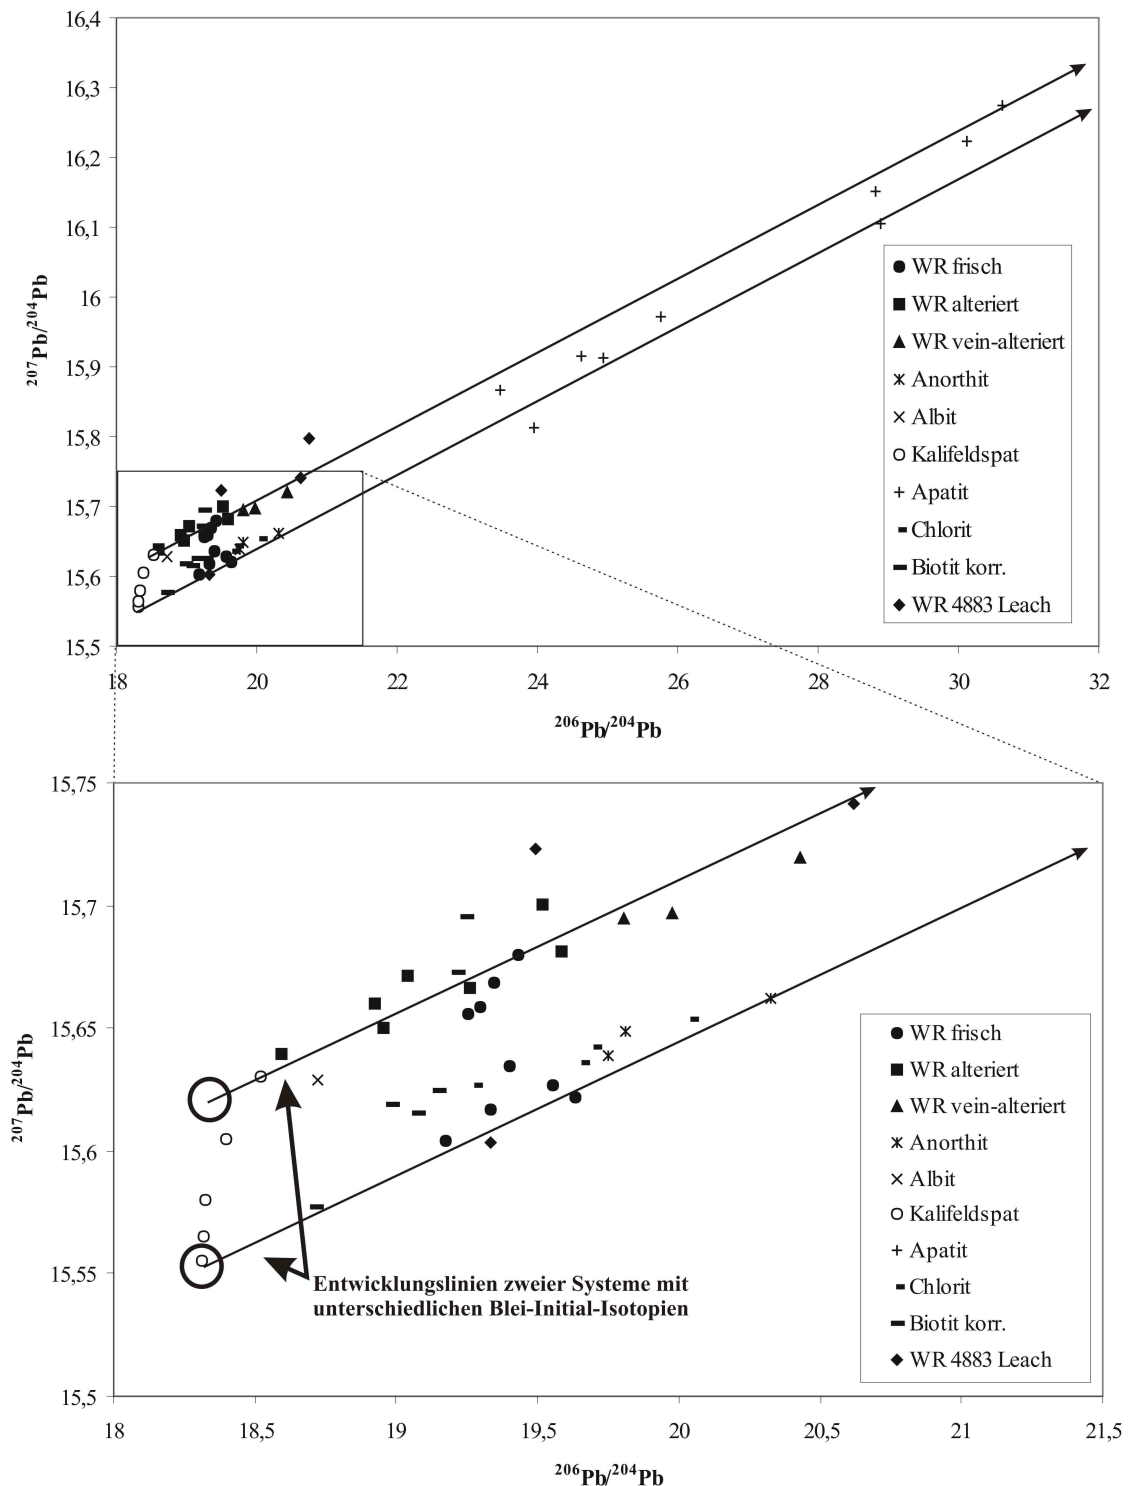 16,4
16,3
16,2
16,1
16
15,9
15,8
15,7
15,6
15,5
207Pb/204Pb
18 20 22 24 26 28 30 32
206Pb/204Pb
WR frisch
WR alteriert
WR vein-alteriert
Anorthit
Albit
Kalifeldspat
Apatit
Chlorit
Biotit korr.
WR 4883 Leach
15,75
15,7
15,65
15,6
15,55
15,5
207Pb/204Pb
18 18,5 19 19,5 20 20,5 21 21,5
206Pb/204Pb
Entwicklungslinien zweier Systeme mit
unterschiedlichen Blei-Initial-Isotopien
WR frisch
WR alteriert
WR vein-alteriert
Anorthit
Albit
Kalifeldspat
Apatit
Chlorit
Biotit korr.
WR 4883 Leach